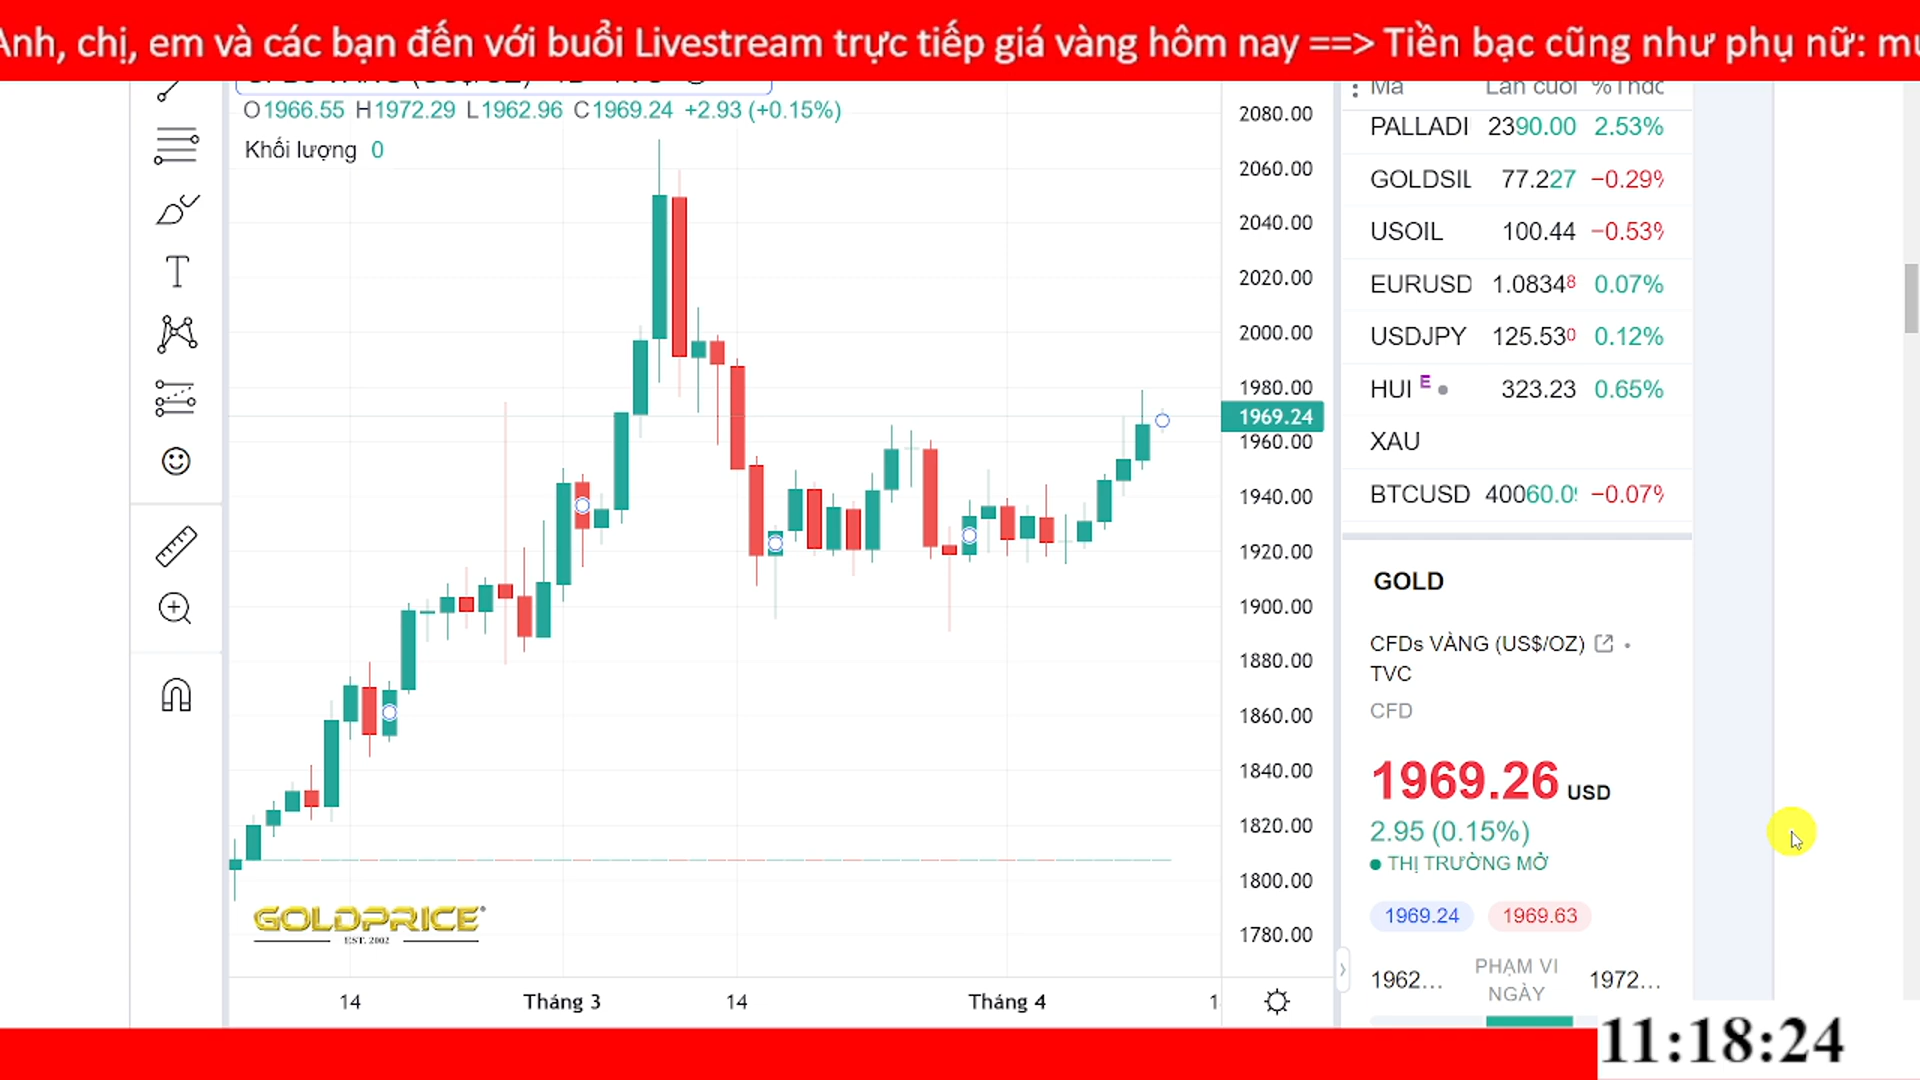 Anh, chị, em và các bạn đến với buổi Livestream trực tiếp giá vàng hôm nay ==> Tiền bạc cũng như phụ nữ:
O1966.55 H1972.29 L1962.96 C1969.24 +2.93 (+0.15%)
Khối lượng 0
2080.00
2060.00
2040.00
2020.00
2000.00
1980.00
1969.24
1960.00
1940.00
1920.00
1900.00
1880.00
1860.00
1840.00
1820.00
1800.00
1780.00
GOLDPRICE
EST. 2002
14 Tháng 3 14 Tháng 4
Mã Lần cuối
PALLADI 2390.00 2.53%
GOLDSIL 77.227 −0.29%
USOIL 100.44 −0.53%
EURUSD 1.08348 0.07%
USDJPY 125.530 0.12%
HUI E 323.23 0.65%
XAU
BTCUSD 40060.0 −0.07%
GOLD
CFDs VÀNG (US$/OZ)
TVC
CFD
1969.26 USD
2.95 (0.15%)
THỊ TRƯỜNG MỞ
1969.24 1969.63
1962... PHẠM VI NGÀY 1972...
11:18:24